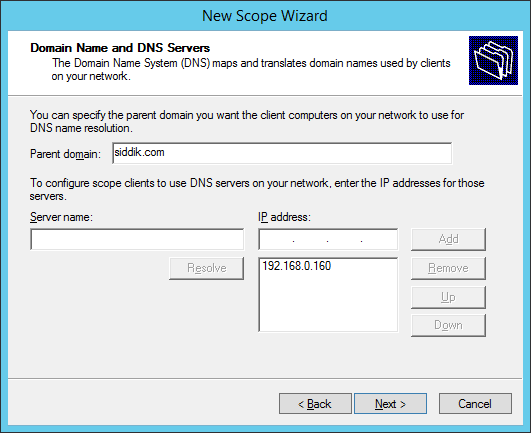 New Scope Wizard
Domain Name and DNS Servers
The Domain Name System (DNS) maps and translates domain names used by clients
on your network.
You can specify the parent domain you want the client computers on your network to use for
DNS name resolution.
Parent domain: siddik.com
To configure scope clients to use DNS servers on your network, enter the IP addresses for those
servers.
Server name: IP address:
. . . Add
Resolve 192.168.0.160 Remove
Up
Down
< Back Next > Cancel